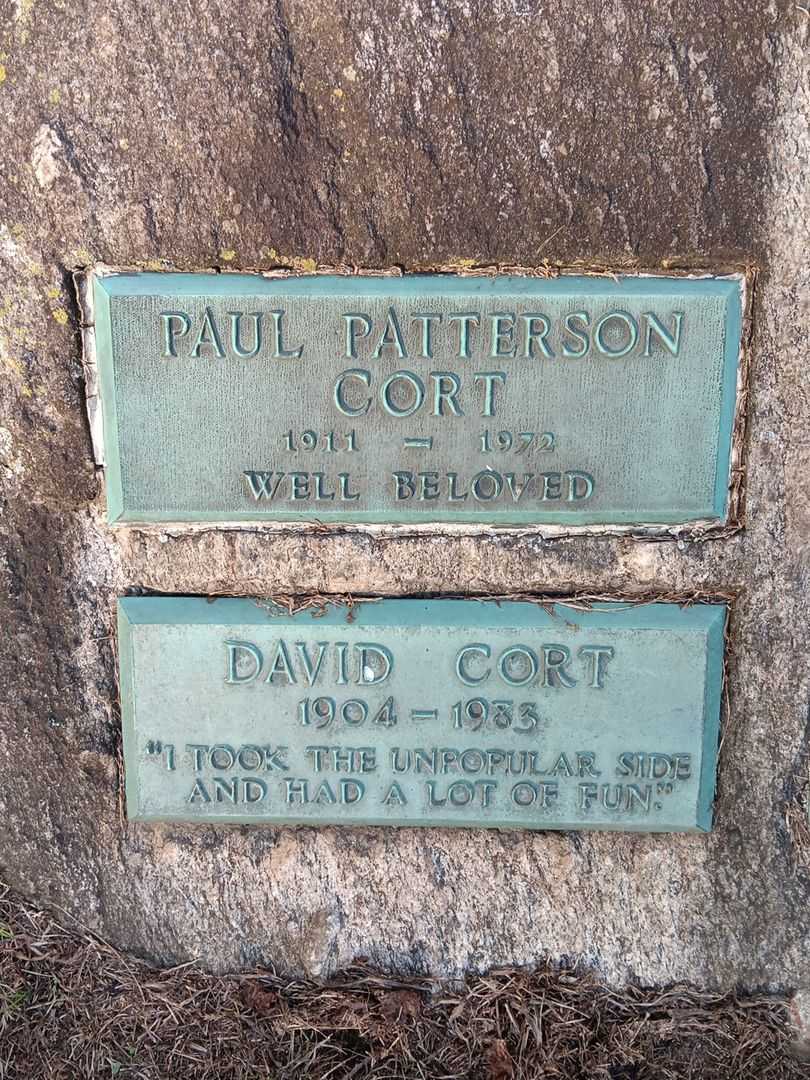 PAUL PATTERSON
CORT
1911 – 1972
WELL BELOVED
DAVID CORT
1904 – 1983
"I TOOK THE UNPOPULAR SIDE
AND HAD A LOT OF FUN."